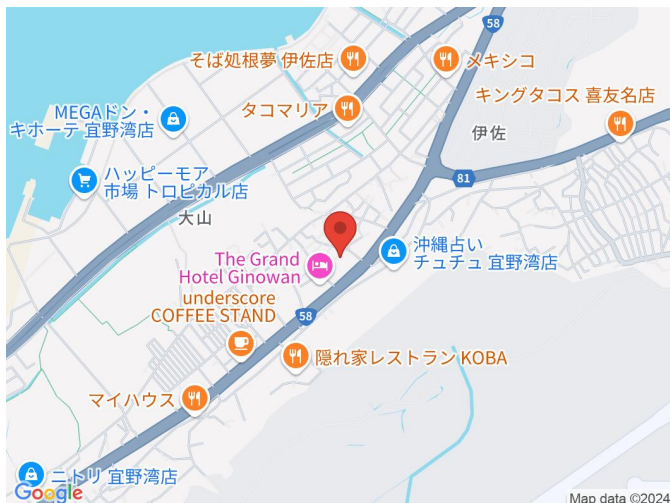 58
そば処根夢 伊佐店
メキシコ
タコマリア
キングタコス 喜友名店
MEGAドン・
キホーテ 宜野湾店
伊佐
ハッピーモア
市場 トロピカル店
81
大山
The Grand
Hotel Ginowan
沖縄占い
チュチュ 宜野湾店
underscore
COFFEE STAND
58
隠れ家レストラン KOBA
マイハウス
ニトリ 宜野湾店
Google
Map data ©2024